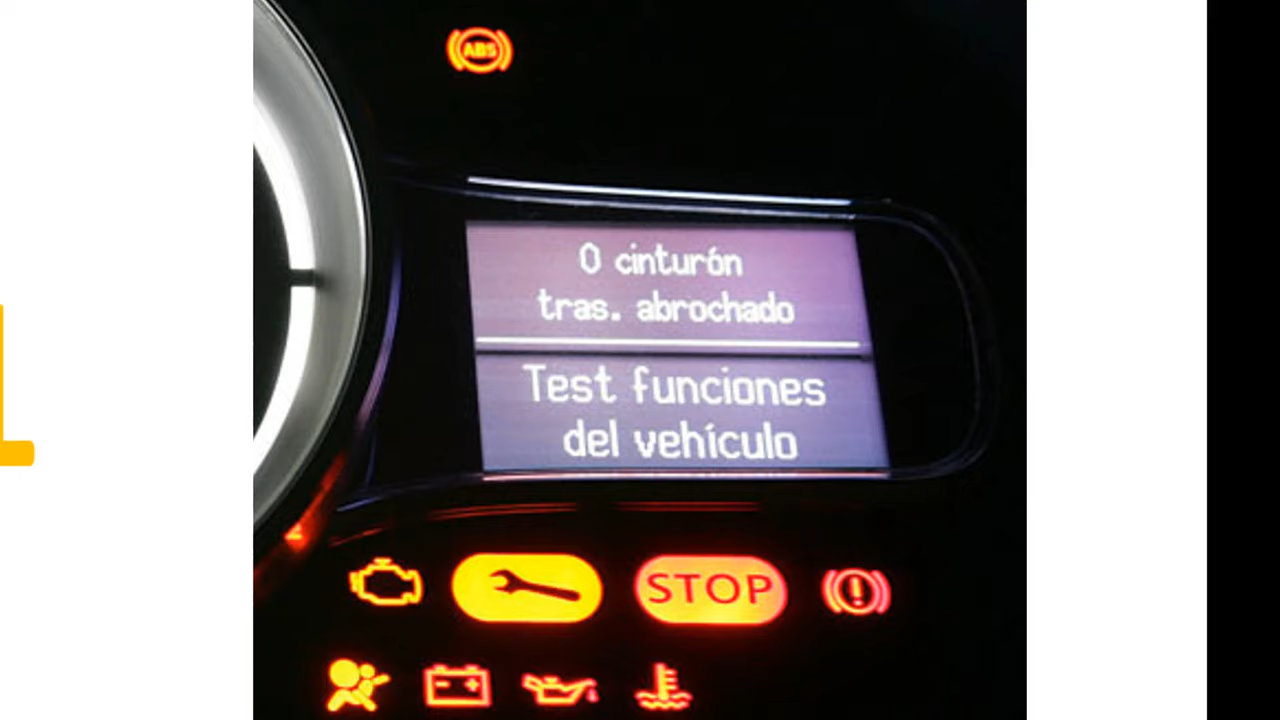 ABS
0 cinturón
tras. abrochado
Test funciones
del vehículo
STOP